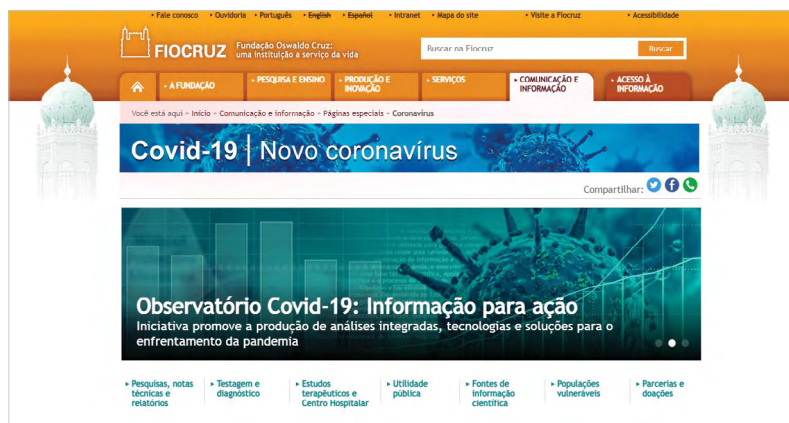 Fale conosco Ouvidoria Português English Español Intranet Mapa do site Visite a Fiocruz Acessibilidade
FIOCRUZ
Fundação Oswaldo Cruz:
uma instituição a serviço da vida
Buscar na Fiocruz
Buscar
A FUNDAÇÃO
PESQUISA E ENSINO
PRODUÇÃO E
INOVAÇÃO
SERVIÇOS
COMUNICAÇÃO E
INFORMAÇÃO
ACESSO À
INFORMAÇÃO
Você está aqui » Início » Comunicação e informação » Páginas especiais » Coronavírus
Covid-19 | Novo coronavírus
Compartilhar:
Observatório Covid-19: Informação para ação
Iniciativa promove a produção de análises integradas, tecnologias e soluções para o
enfrentamento da pandemia
Pesquisas, notas
técnicas e
relatórios
Testagem e
diagnóstico
Estudos
terapêuticos e
Centro Hospitalar
Utilidade
pública
Fontes de
informação
científica
Populações
vulneráveis
Parcerias e
doações